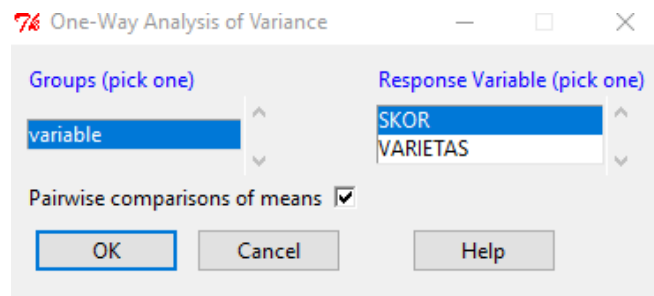 One-Way Analysis of Variance
Groups (pick one)
Response Variable (pick one)
variable
SKOR
VARIETAS
Pairwise comparisons of means
OK
Cancel
Help